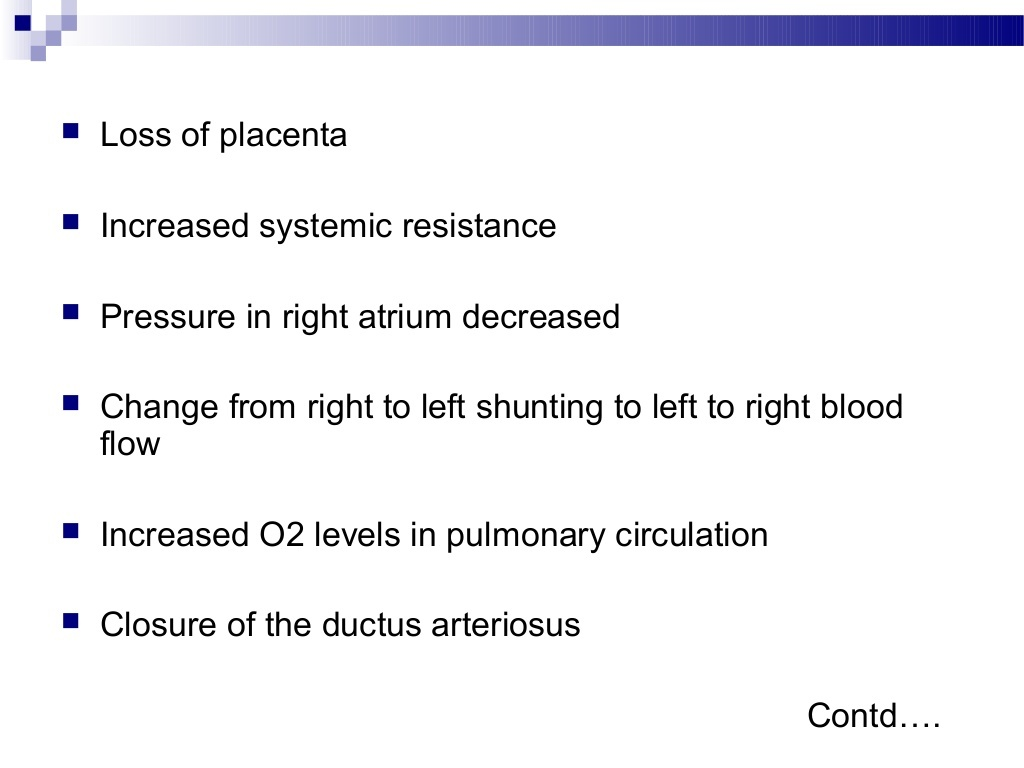 Loss of placenta
Increased systemic resistance
Pressure in right atrium decreased
Change from right to left shunting to left to right blood
flow
Increased O2 levels in pulmonary circulation
Closure of the ductus arteriosus
Contd….